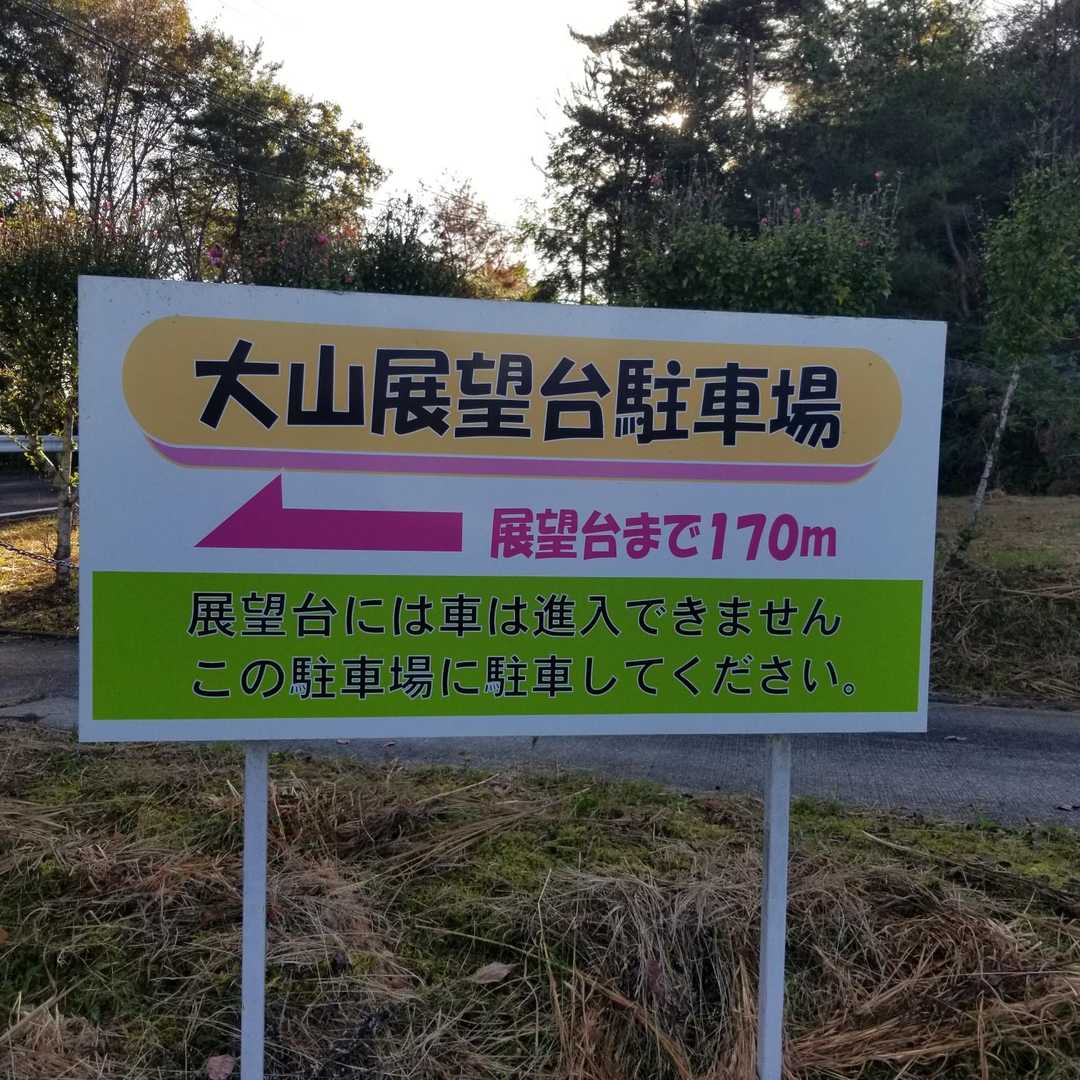 大山展望台駐車場
展望台まで170m
展望台には車は進入できません
この駐車場に駐車してください。